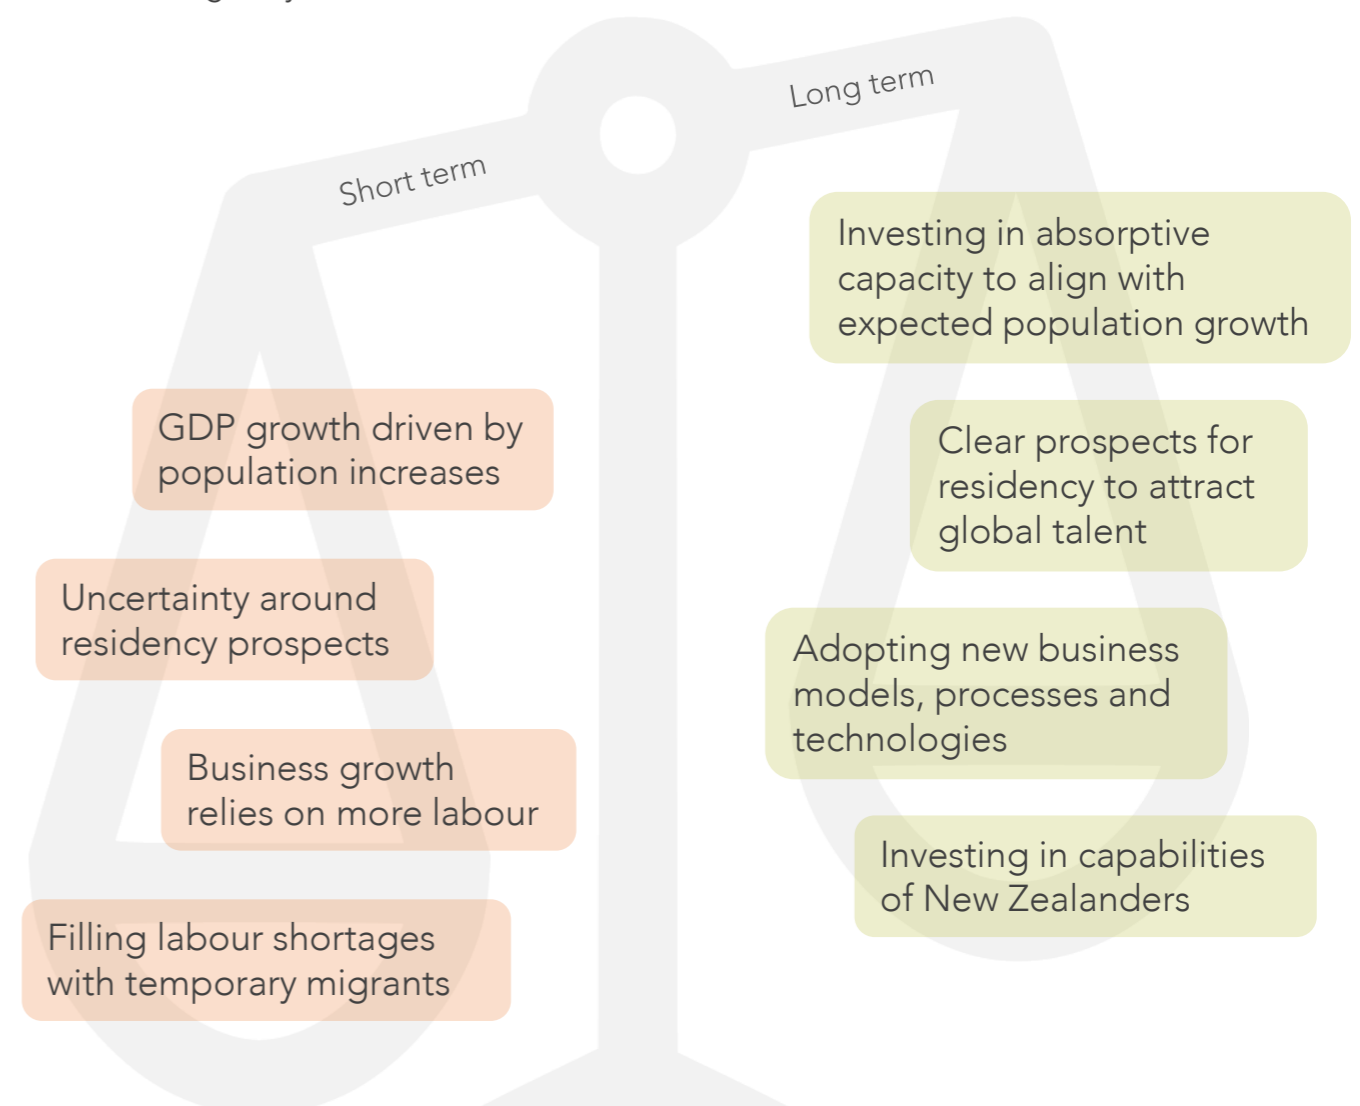 Short term
Long term
GDP growth driven by
population increases
Uncertainty around
residency prospects
Business growth
relies on more labour
Filling labour shortages
with temporary migrants
Investing in absorptive
capacity to align with
expected population growth
Clear prospects for
residency to attract
global talent
Adopting new business
models, processes and
technologies
Investing in capabilities
of New Zealanders